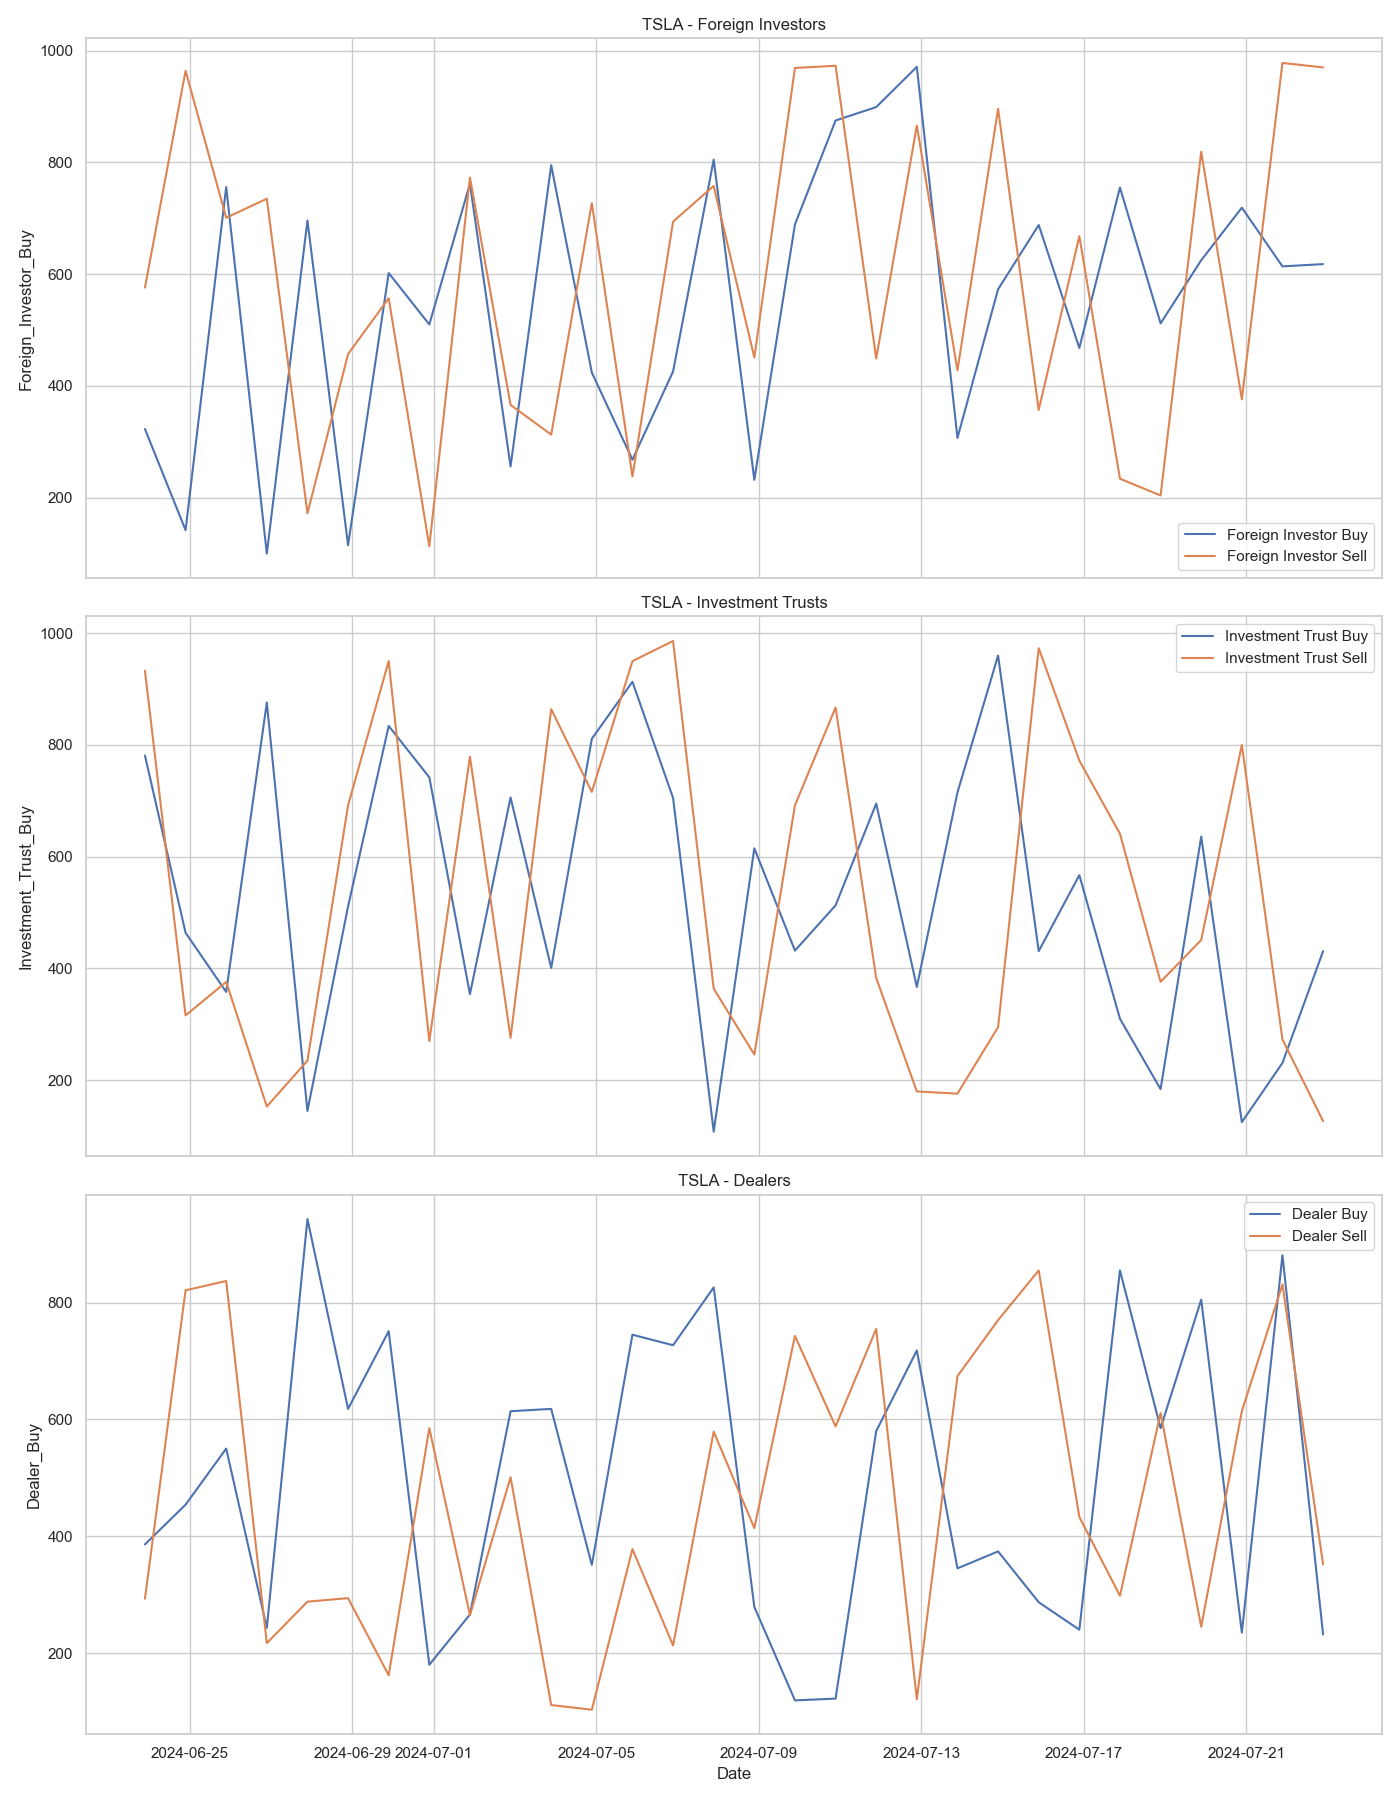 TSLA - Foreign Investors
1000
800
600
400
200
Foreign_Investor_Buy
Foreign Investor Buy
Foreign Investor Sell
TSLA - Investment Trusts
1000
800
600
400
200
Investment_Trust_Buy
Investment Trust Buy
Investment Trust Sell
TSLA - Dealers
800
600
400
200
Dealer_Buy
Dealer Buy
Dealer Sell
2024-06-25 2024-06-29 2024-07-01 2024-07-05 2024-07-09 2024-07-13 2024-07-17 2024-07-21
Date